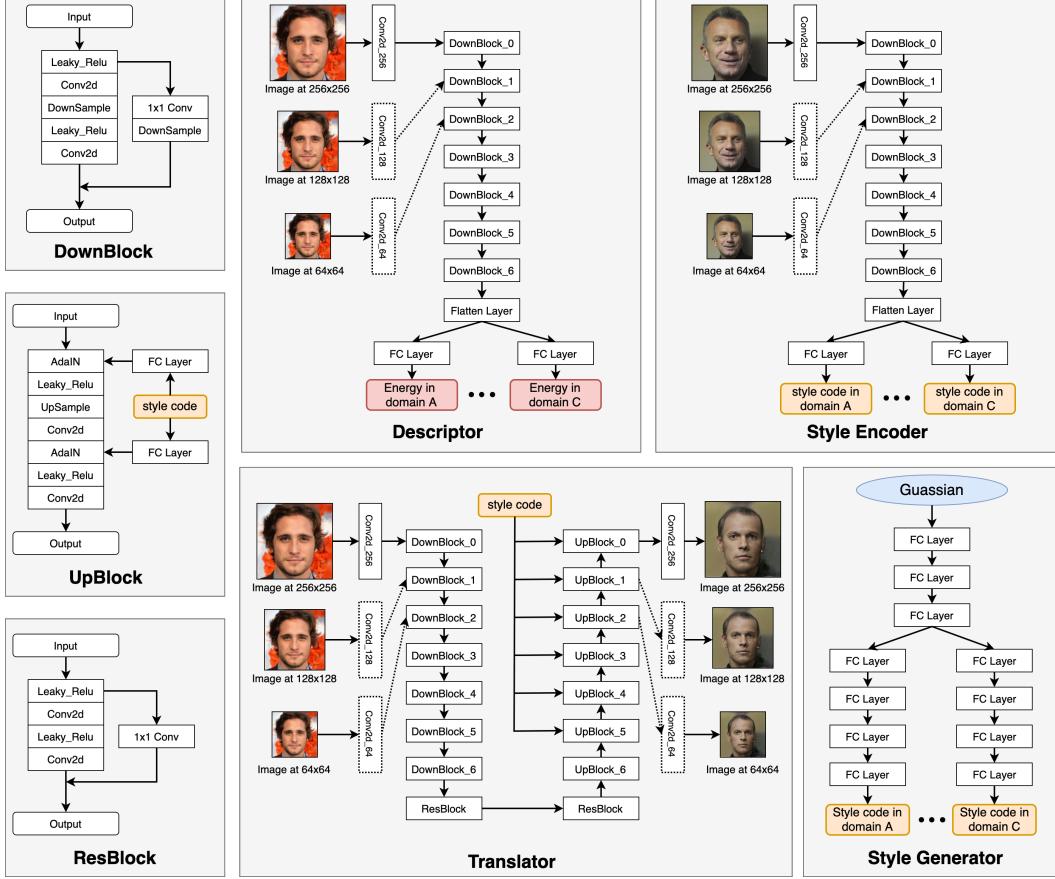 Input
Leaky_Relu
Conv2d
DownSample
Leaky_Relu
Conv2d
1x1 Conv
DownSample
Output
DownBlock
Input
AdaIN
Leaky_Relu
UpSample
Conv2d
AdaIN
Leaky_Relu
Conv2d
FC Layer
style code
FC Layer
Output
UpBlock
Input
Leaky_Relu
Conv2d
Leaky_Relu
Conv2d
1x1 Conv
Output
ResBlock
Image at 256x256
Conv2d_256
Image at 128x128
Conv2d_128
Image at 64x64
Conv2d_64
DownBlock_0
DownBlock_1
DownBlock_2
DownBlock_3
DownBlock_4
DownBlock_5
DownBlock_6
Flatten Layer
FC Layer
FC Layer
Energy in
domain A
Energy in
domain C
Descriptor
Image at 256x256
Conv2d_256
Image at 128x128
Conv2d_128
Image at 64x64
Conv2d_64
DownBlock_0
DownBlock_1
DownBlock_2
DownBlock_3
DownBlock_4
DownBlock_5
DownBlock_6
Flatten Layer
FC Layer
FC Layer
style code in
domain A
style code in
domain C
Style Encoder
Image at 256x256
Conv2d_256
Image at 128x128
Conv2d_128
Image at 64x64
Conv2d_64
DownBlock_0
DownBlock_1
DownBlock_2
DownBlock_3
DownBlock_4
DownBlock_5
DownBlock_6
ResBlock
style code
UpBlock_0
UpBlock_1
UpBlock_2
UpBlock_3
UpBlock_4
UpBlock_5
UpBlock_6
ResBlock
Conv2d_256
Image at 256x256
Conv2d_128
Image at 128x128
Conv2d_64
Image at 64x64
Translator
Guassian
FC Layer
FC Layer
FC Layer
FC Layer
FC Layer
FC Layer
FC Layer
Style code in
domain A
FC Layer
FC Layer
FC Layer
FC Layer
Style code in
domain C
Style Generator